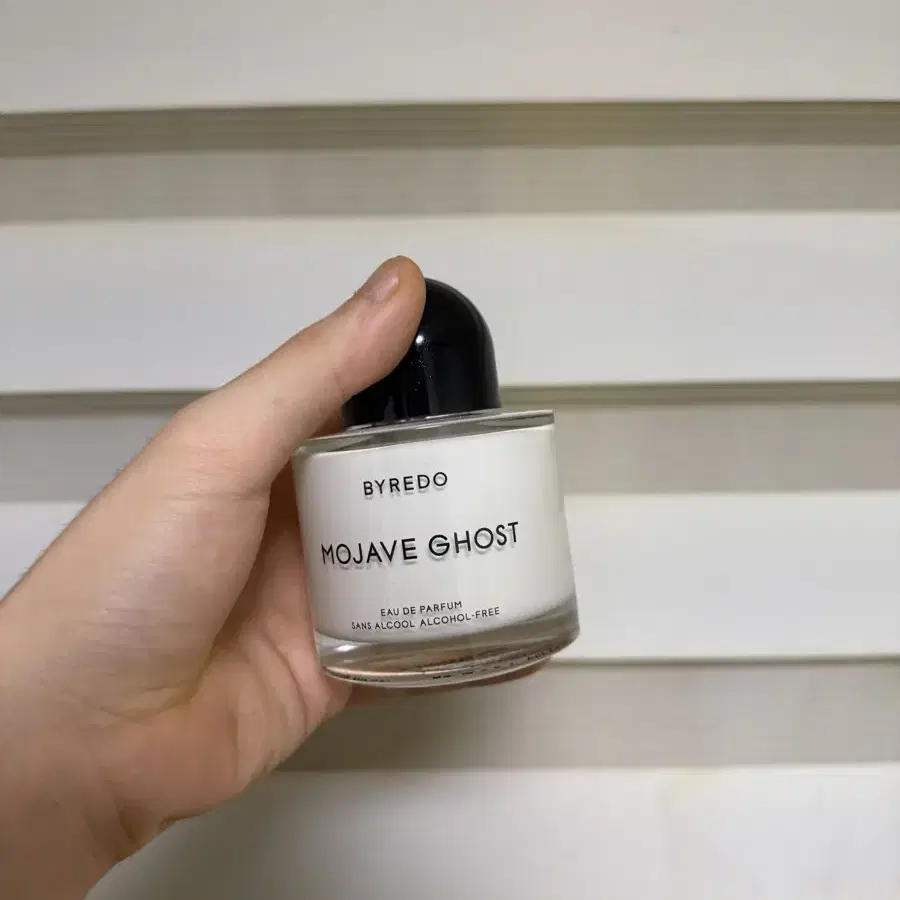 BYREDO
MOJAVE GHOST
EAU DE PARFUM
SANS ALCOOL ALCOHOL-FREE